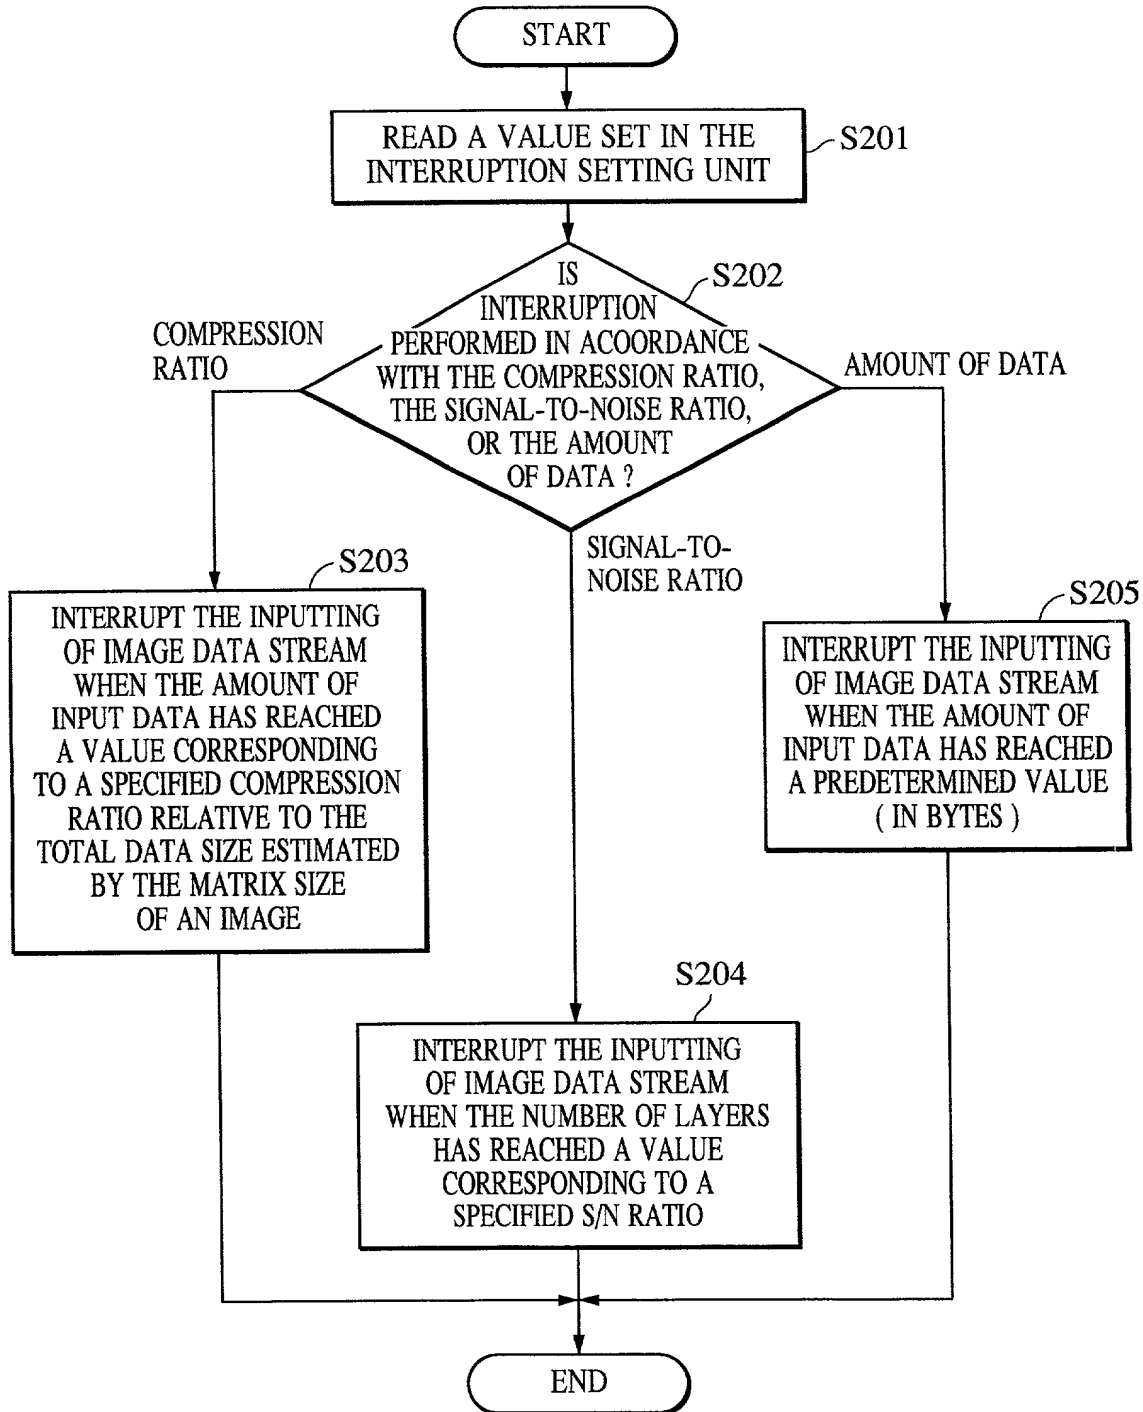 START
READ A VALUE SET IN THE
INTERRUPTION SETTING UNIT
S201
IS
INTERRUPTION
PERFORMED IN ACOORDANCE
WITH THE COMPRESSION RATIO,
THE SIGNAL-TO-NOISE RATIO,
OR THE AMOUNT
OF DATA ?
S202
COMPRESSION
RATIO
AMOUNT OF DATA
SIGNAL-TO-
NOISE RATIO
S203
INTERRUPT THE INPUTTING
OF IMAGE DATA STREAM
WHEN THE AMOUNT OF
INPUT DATA HAS REACHED
A VALUE CORRESPONDING
TO A SPECIFIED COMPRESSION
RATIO RELATIVE TO THE
TOTAL DATA SIZE ESTIMATED
BY THE MATRIX SIZE
OF AN IMAGE
S205
INTERRUPT THE INPUTTING
OF IMAGE DATA STREAM
WHEN THE AMOUNT OF
INPUT DATA HAS REACHED
A PREDETERMINED VALUE
( IN BYTES )
S204
INTERRUPT THE INPUTTING
OF IMAGE DATA STREAM
WHEN THE NUMBER OF LAYERS
HAS REACHED A VALUE
CORRESPONDING TO A
SPECIFIED S/N RATIO
END